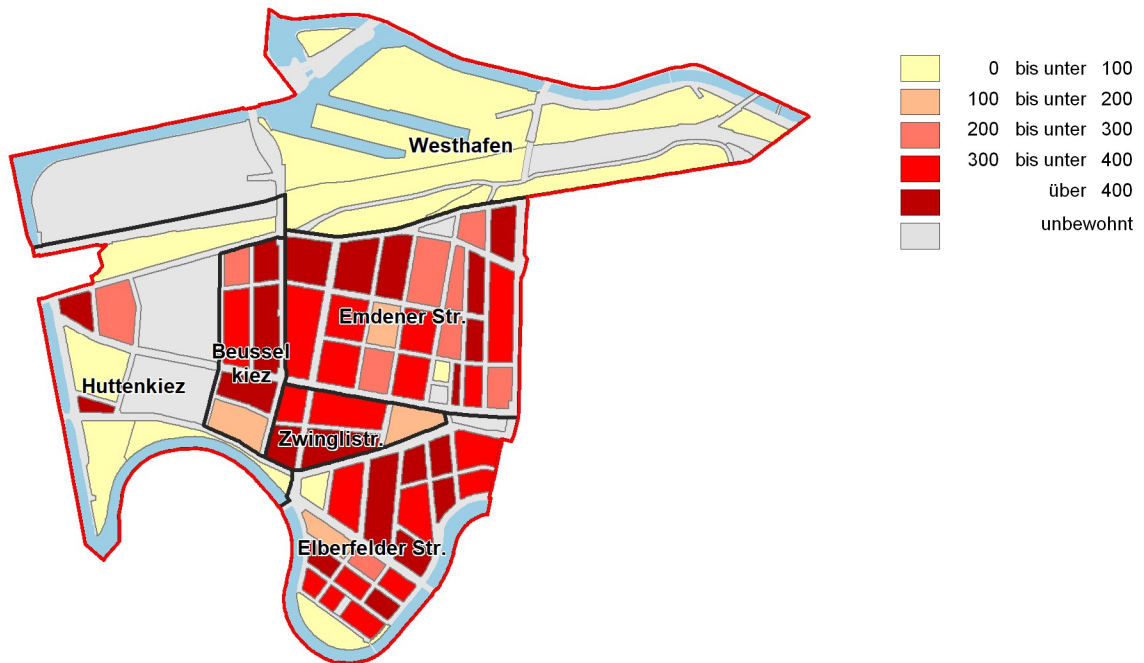 0 bis unter 100
100 bis unter 200
200 bis unter 300
300 bis unter 400
über 400
unbewohnt
Westhafen
Emdener Str.
Beussel
kiez
Huttenkiez
Zwinglistr.
Elberfelder Str.